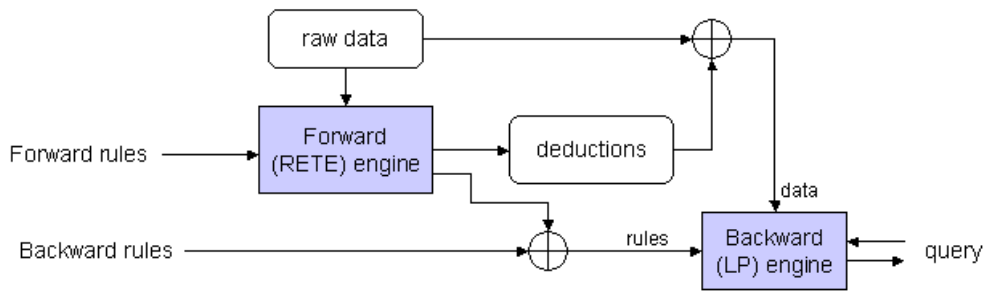 raw data
Forward rules
Forward
(RETE) engine
deductions
data
Backward rules
rules
Backward
(LP) engine
query